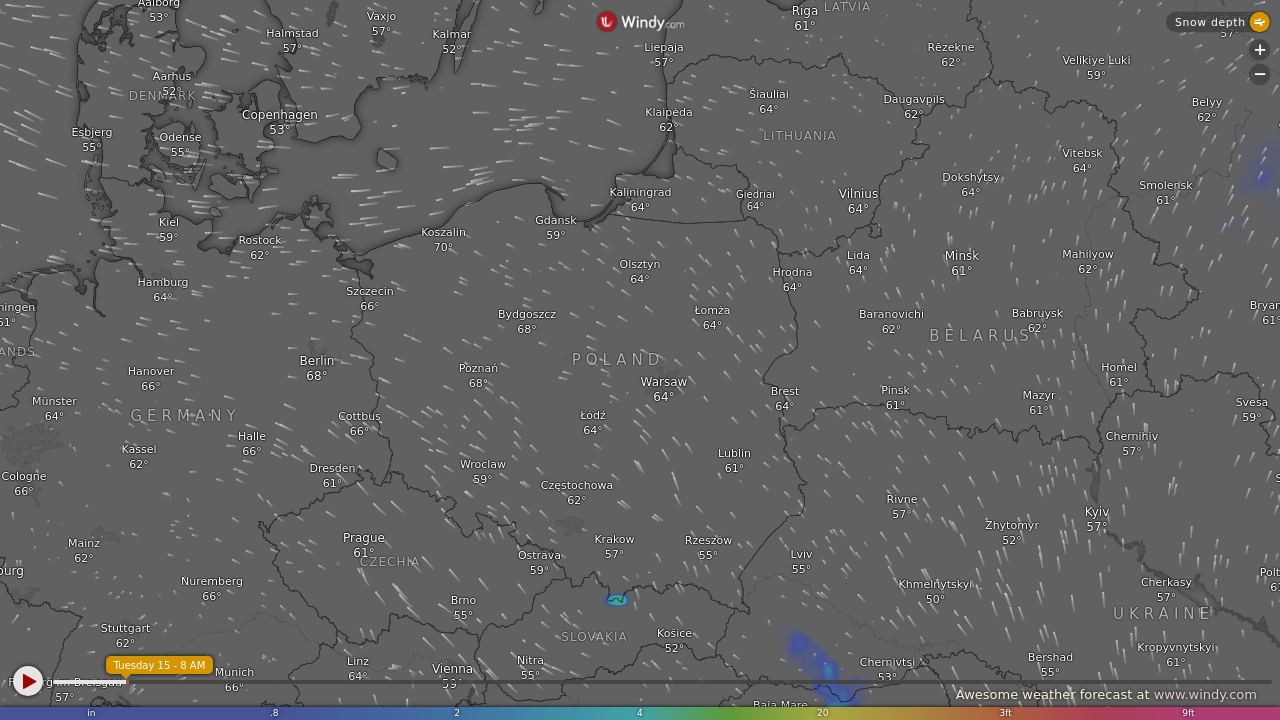 Aalborg
53°
Vaxjo
57°
Halmstad
57°
Kalmar
52°
Windy.com
Riga
61°
LATVIA
Snow depth
57°
Liepaja
57°
Rēzekne
62°
Velikiye Luki
59°
+
−
Aarhus
52°
DENMARK
Šiauliai
64°
Daugavpils
62°
Belyy
62°
Copenhagen
53°
Klaipėda
62°
Esbjerg
55°
Odense
55°
LITHUANIA
Vitebsk
64°
Dokshytsy
64°
Smolensk
61°
Kaliningrad
64°
Giedriai
64°
Vilnius
64°
Kiel
59°
Rostock
62°
Koszalin
70°
Gdansk
59°
Olsztyn
64°
Hrodna
64°
Lida
64°
Minsk
61°
Mahilyow
62°
Hamburg
64°
Szczecin
66°
Bydgoszcz
68°
Łomża
64°
Baranovichi
62°
Babruysk
62°
BELARUS
ningen
61°
ANDS
Hanover
66°
Berlin
68°
Poznań
68°
POLAND
Warsaw
64°
Brest
64°
Pinsk
61°
Mazyr
61°
Homel
61°
Svesa
59°
Münster
64°
GERMANY
Cottbus
66°
Łódź
64°
Kassel
62°
Halle
66°
Chernihiv
57°
Cologne
66°
Dresden
61°
Wroclaw
59°
Częstochowa
62°
Lublin
61°
Rivne
57°
Zhytomyr
52°
Kyiv
57°
Mainz
62°
Prague
61°
CZECHIA
Ostrava
59°
Krakow
57°
Rzeszow
55°
Lviv
55°
Khmelnytskyi
50°
Cherkasy
57°
UKRAINE
Nuremberg
66°
Brno
55°
SLOVAKIA
Košice
52°
Stuttgart
62°
Kropyvnytskyi
61°
Tuesday 15 - 8 AM
Munich
66°
Linz
64°
Vienna
59
Nitra
55°
Chernivtsi
53°
Bershad
55°
57°
Baia Mare
Awesome weather forecast at www.windy.com
in .8 2 4 20 3ft 9ft